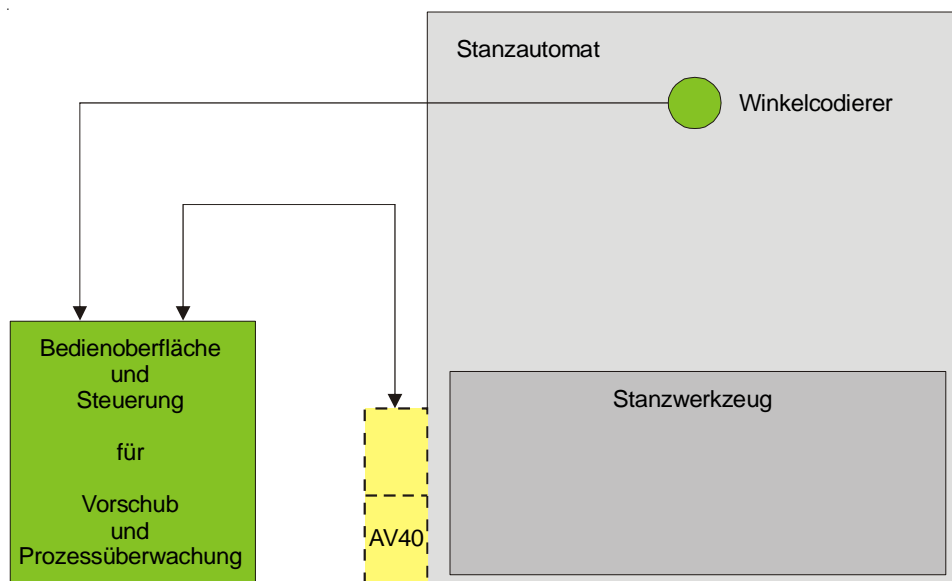 Stanzautomat
Winkelcodierer
Bedienoberfläche
und
Steuerung
für
Vorschub
und
Prozessüberwachung
AV40
Stanzwerkzeug